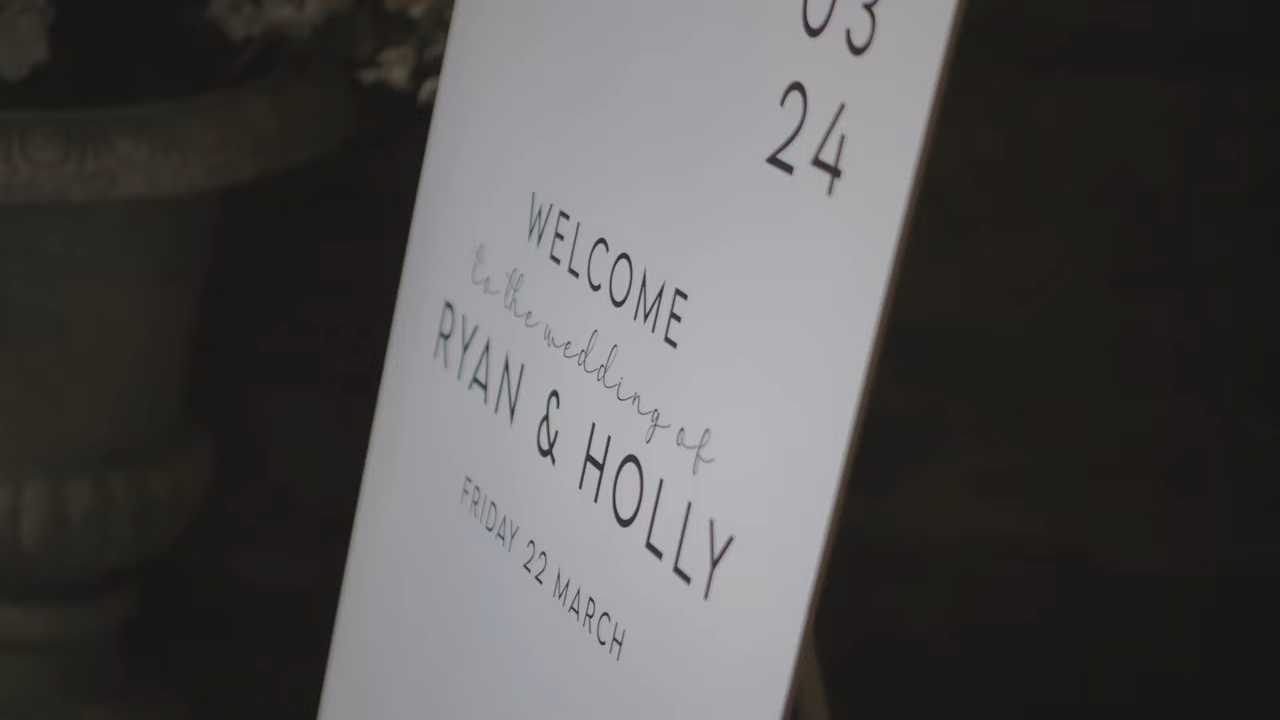 03
24
WELCOME
to the wedding of
RYAN & HOLLY
FRIDAY 22 MARCH